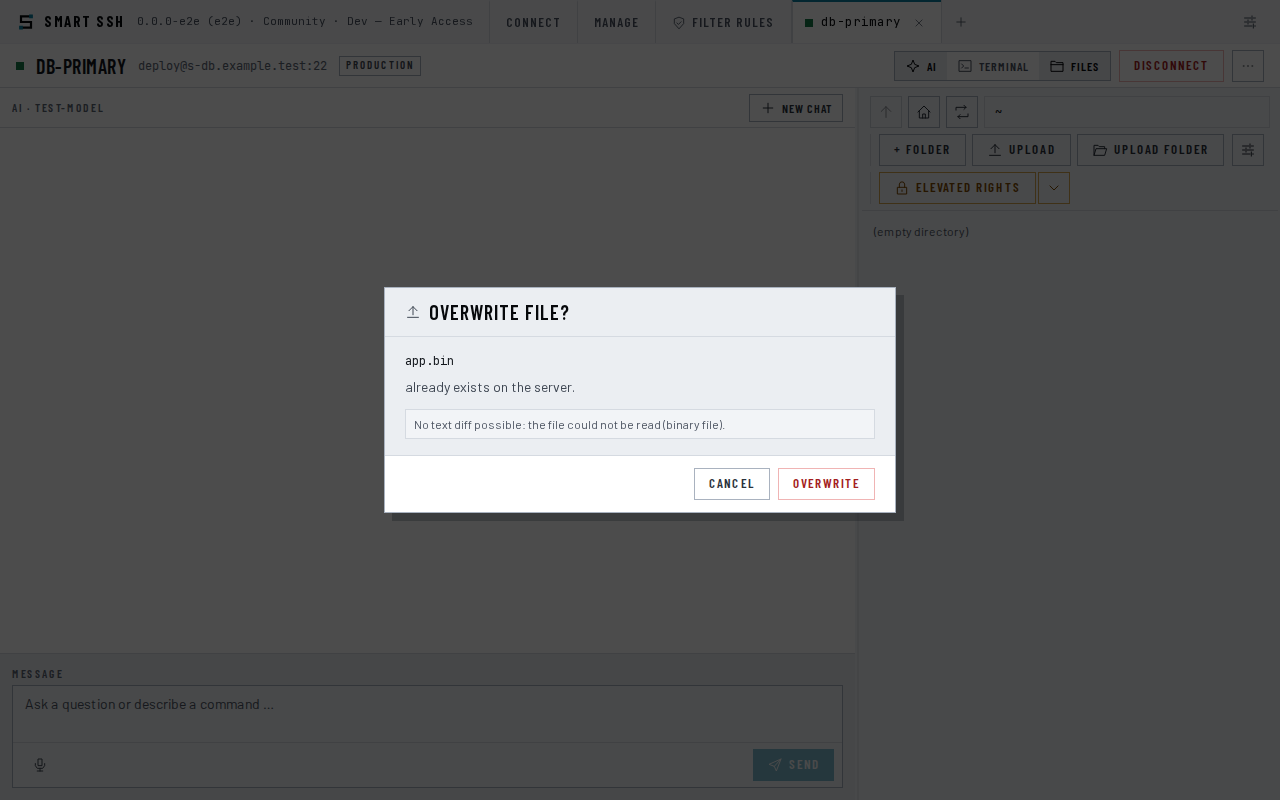 SMART SSH 0.0.0-e2e (e2e) · Community · Dev — Early Access CONNECT MANAGE FILTER RULES db-primary
DB-PRIMARY deploy@s-db.example.test:22 PRODUCTION AI TERMINAL FILES DISCONNECT
AI · TEST-MODEL NEW CHAT
~
+ FOLDER UPLOAD UPLOAD FOLDER
ELEVATED RIGHTS
(empty directory)
OVERWRITE FILE?
app.bin
already exists on the server.
No text diff possible: the file could not be read (binary file).
CANCEL OVERWRITE
MESSAGE
Ask a question or describe a command ...
SEND